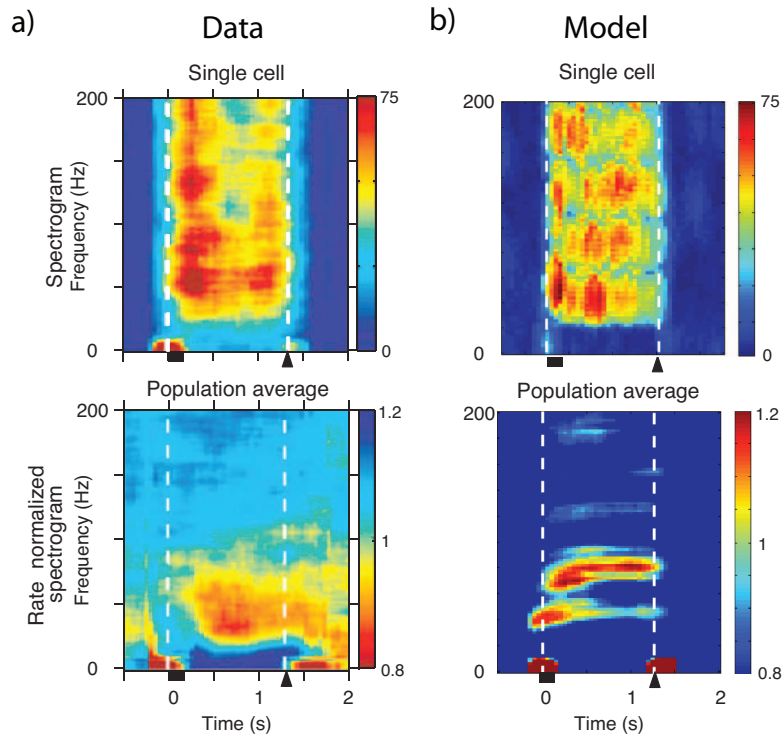 a)
Data
Single cell
200
75
Spectrogram
Frequency (Hz)
0
0
Population average
200
1.2
Rate normalized
spectrogram
Frequency (Hz)
1
0
0.8
0
1
2
Time (s)
b)
Model
Single cell
200
75
0
0
Population average
200
1.2
1
0
0.8
0
1
2
Time (s)